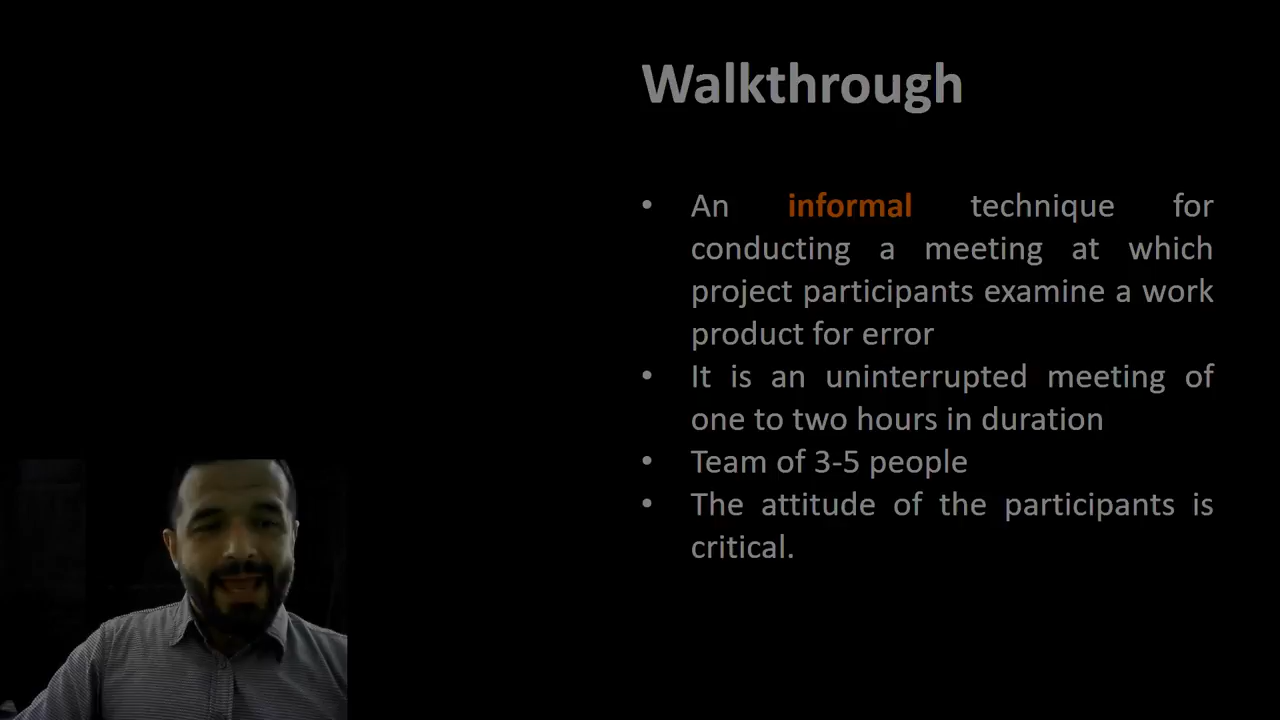 Walkthrough
• An informal technique for
conducting a meeting at which
project participants examine a work
product for error
• It is an uninterrupted meeting of
one to two hours in duration
• Team of 3-5 people
• The attitude of the participants is
critical.